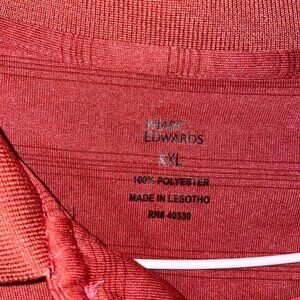 MARC
EDWARDS
XXL
100% POLYESTER
MADE IN LESOTHO
RN# 40330